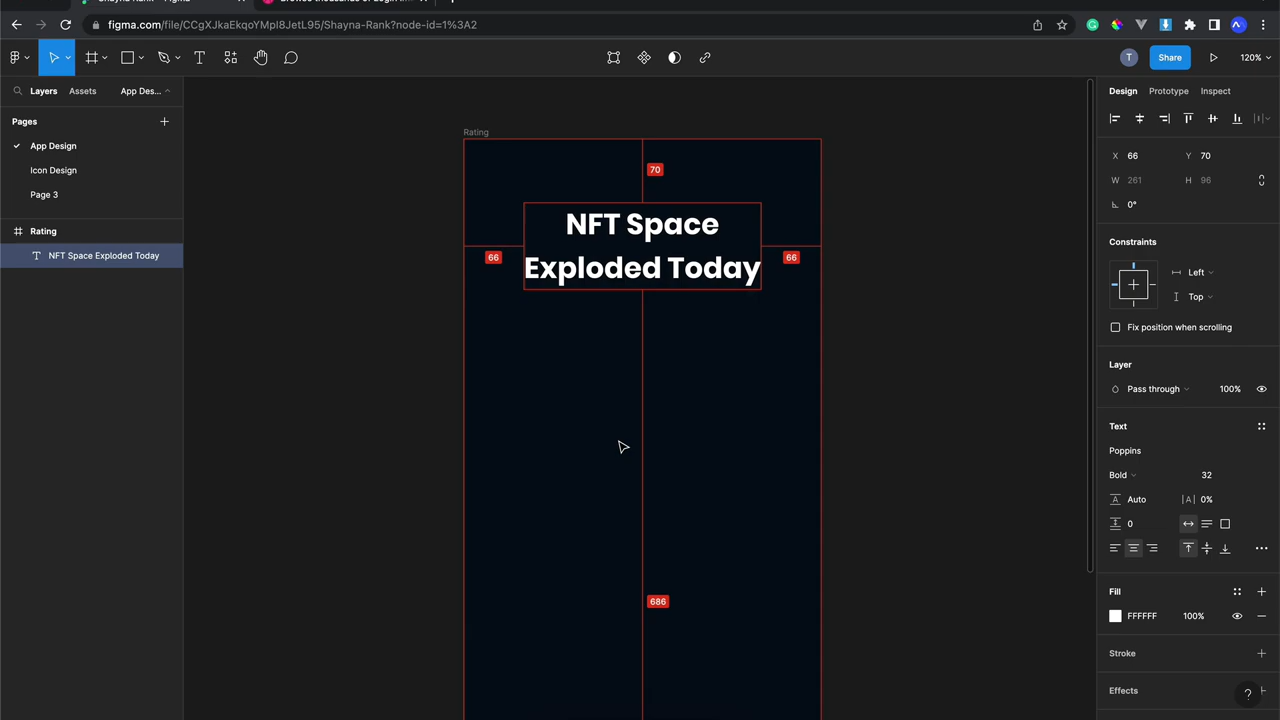 figma.com/file/CCgXJkaEkqoYMpI8JetL95/Shayna-Rank?node-id=1%3A2
Share
120%
Layers
Assets
App Des...
Design
Prototype
Inspect
Pages
App Design
Icon Design
Page 3
Rating
NFT Space Exploded Today
Rating
70
NFT Space
Exploded Today
66
66
686
X 66
Y 70
W 261
H 96
0°
Constraints
Left
Top
Fix position when scrolling
Layer
Pass through
100%
Text
Poppins
Bold
32
Auto
|A| 0%
0
Fill
FFFFFF
100%
Stroke
Effects
?
T